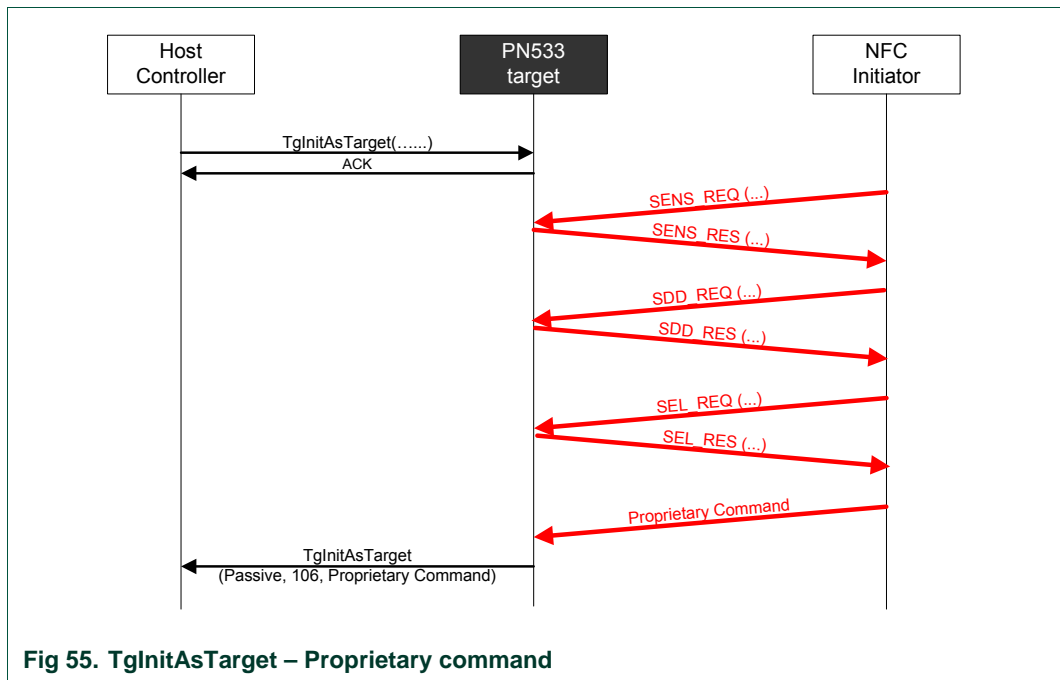 Host
Controller
PN533
target
NFC
Initiator
TgInitAsTarget(…...)
ACK
SENS_REQ (...)
SENS_RES (...)
SDD_REQ (...)
SDD_RES (...)
SEL_REQ (...)
SEL_RES (...)
Proprietary Command
TgInitAsTarget
(Passive, 106, Proprietary Command)
Fig 55. TgInitAsTarget – Proprietary command